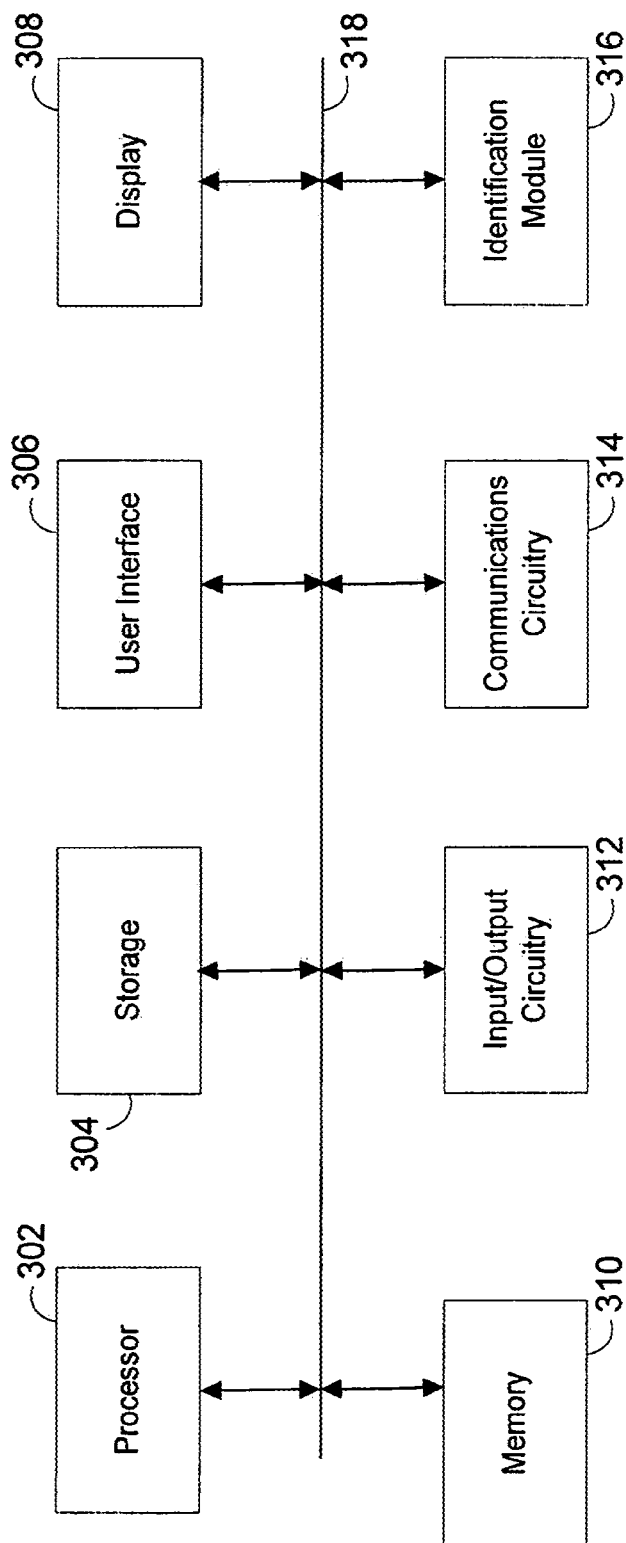 302
Processor
304
Storage
306
User Interface
308
Display
318
Memory
310
Input/Output
Circuitry
312
Communications
Circuitry
314
Identification
Module
316